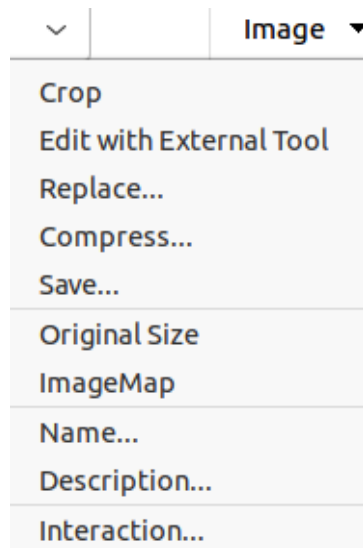 Image
Crop
Edit with External Tool
Replace...
Compress...
Save...
Original Size
ImageMap
Name...
Description...
Interaction...